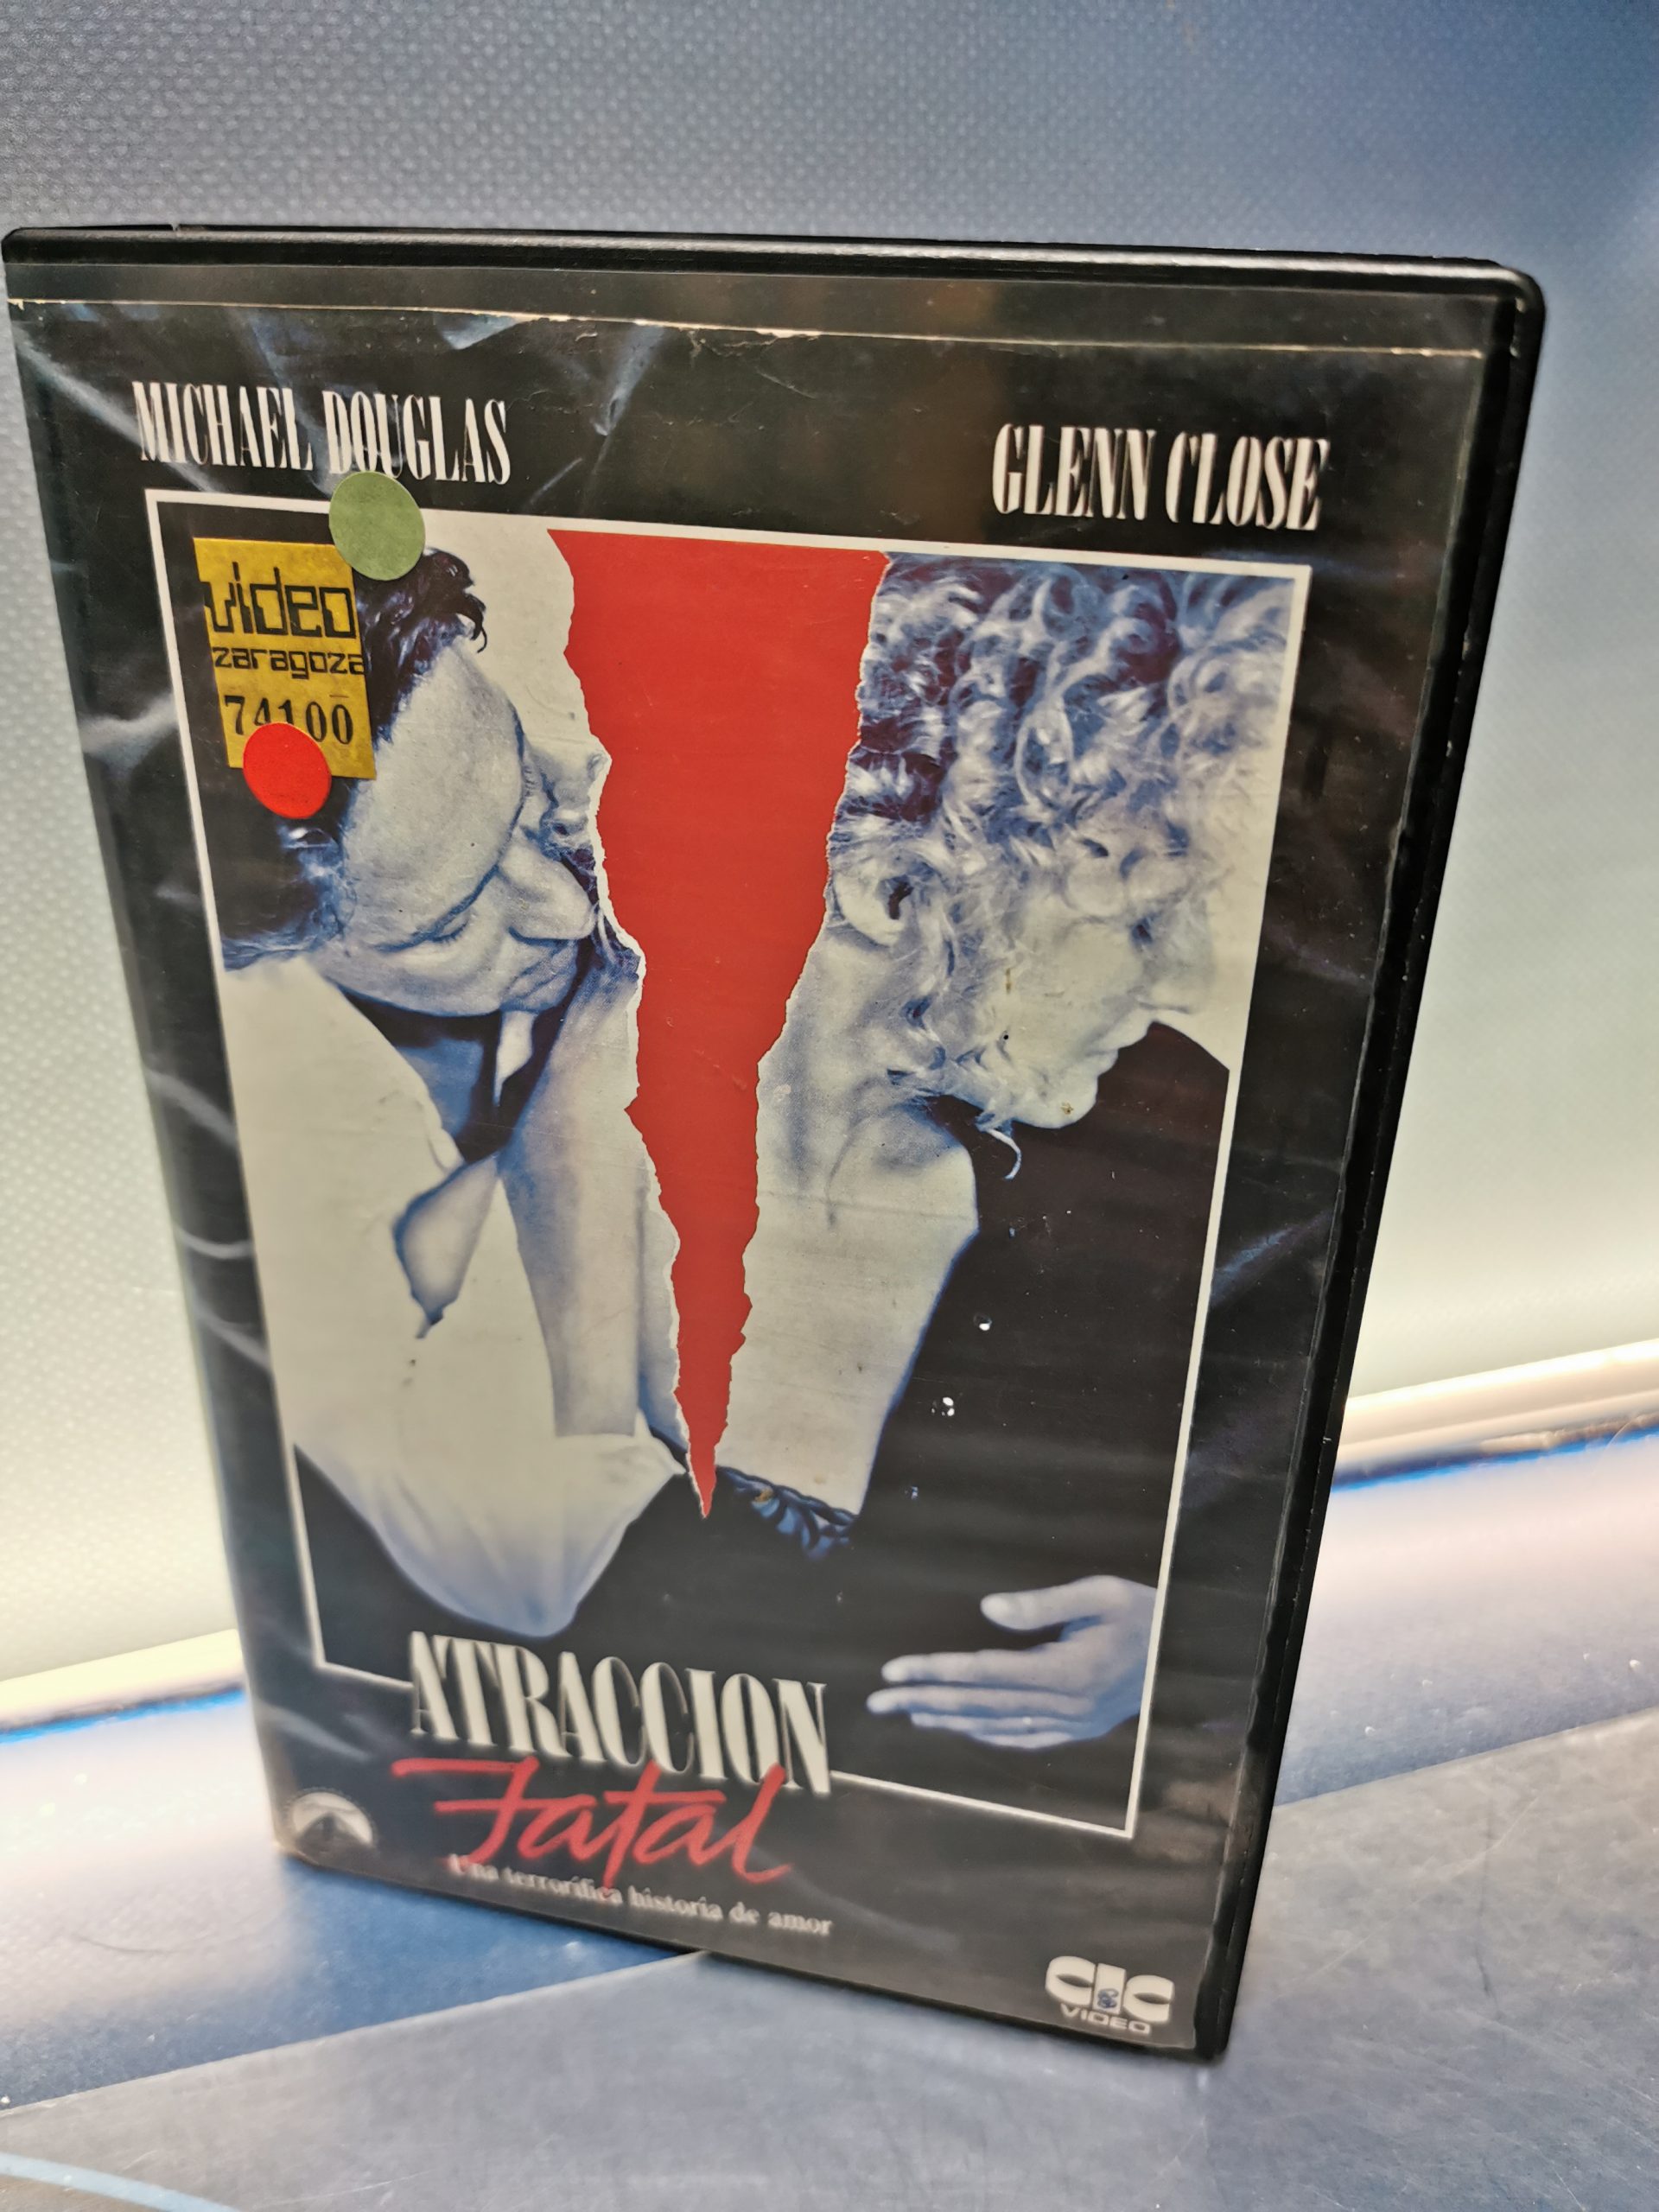 MICHAEL DOUGLAS
GLENN CLOSE
video
zaragoza
74100
ATRACCION
Fatal
Una terrorífica historia de amor
CIC
VIDEO